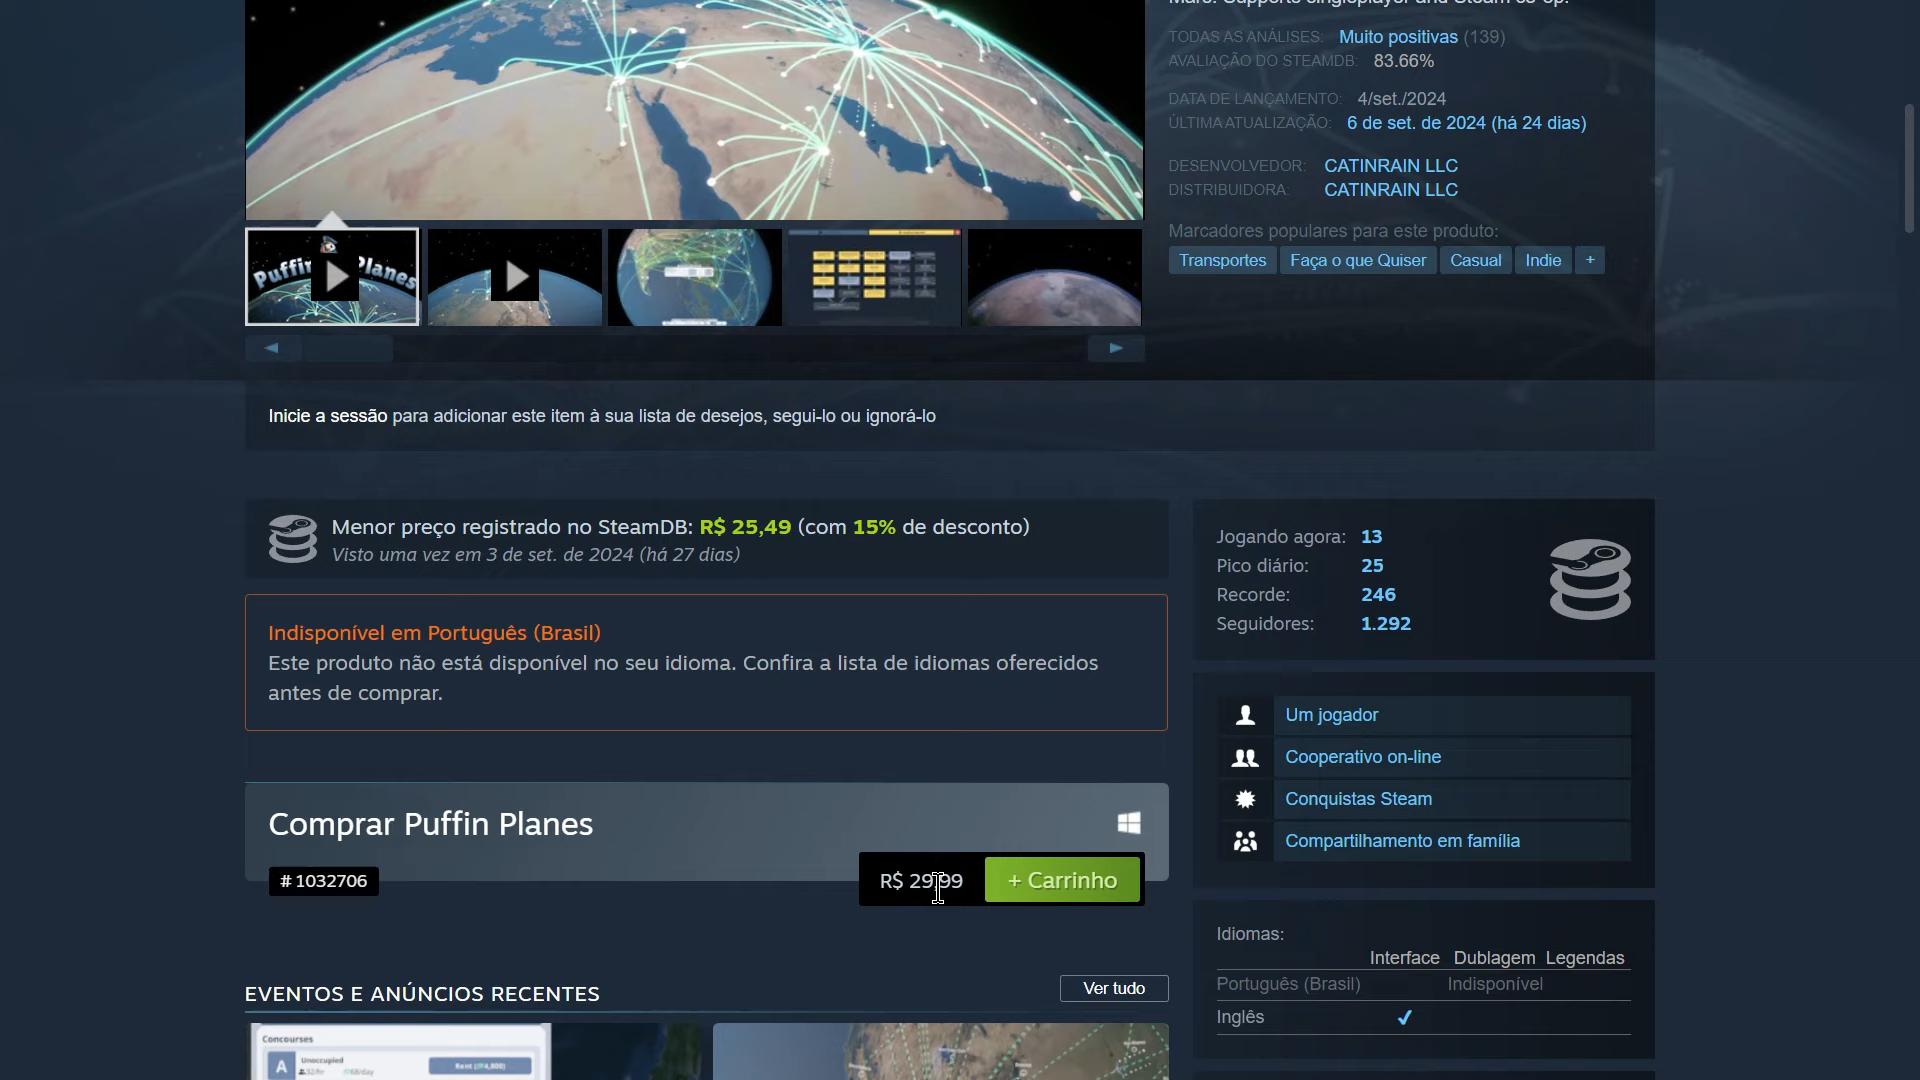 TODAS AS ANÁLISES: Muito positivas (139)
AVALIAÇÃO DO STEAMDB: 83.66%
DATA DE LANÇAMENTO: 4/set./2024
ÚLTIMA ATUALIZAÇÃO: 6 de set. de 2024 (há 24 dias)
DESENVOLVEDOR: CATINRAIN LLC
DISTRIBUIDORA: CATINRAIN LLC
Marcadores populares para este produto:
Transportes Faça o que Quiser Casual Indie +
Puffin Planes
Inicie a sessão para adicionar este item à sua lista de desejos, segui-lo ou ignorá-lo
Menor preço registrado no SteamDB: R$ 25,49 (com 15% de desconto)
Visto uma vez em 3 de set. de 2024 (há 27 dias)
Indisponível em Português (Brasil)
Este produto não está disponível no seu idioma. Confira a lista de idiomas oferecidos
antes de comprar.
Comprar Puffin Planes
# 1032706
R$ 29,99
+ Carrinho
Jogando agora: 13
Pico diário: 25
Recorde: 246
Seguidores: 1.292
Um jogador
Cooperativo on-line
Conquistas Steam
Compartilhamento em família
Idiomas:
Interface Dublagem Legendas
Português (Brasil) Indisponível
Inglês ✔
EVENTOS E ANÚNCIOS RECENTES
Ver tudo
Concourses
A Unoccupied